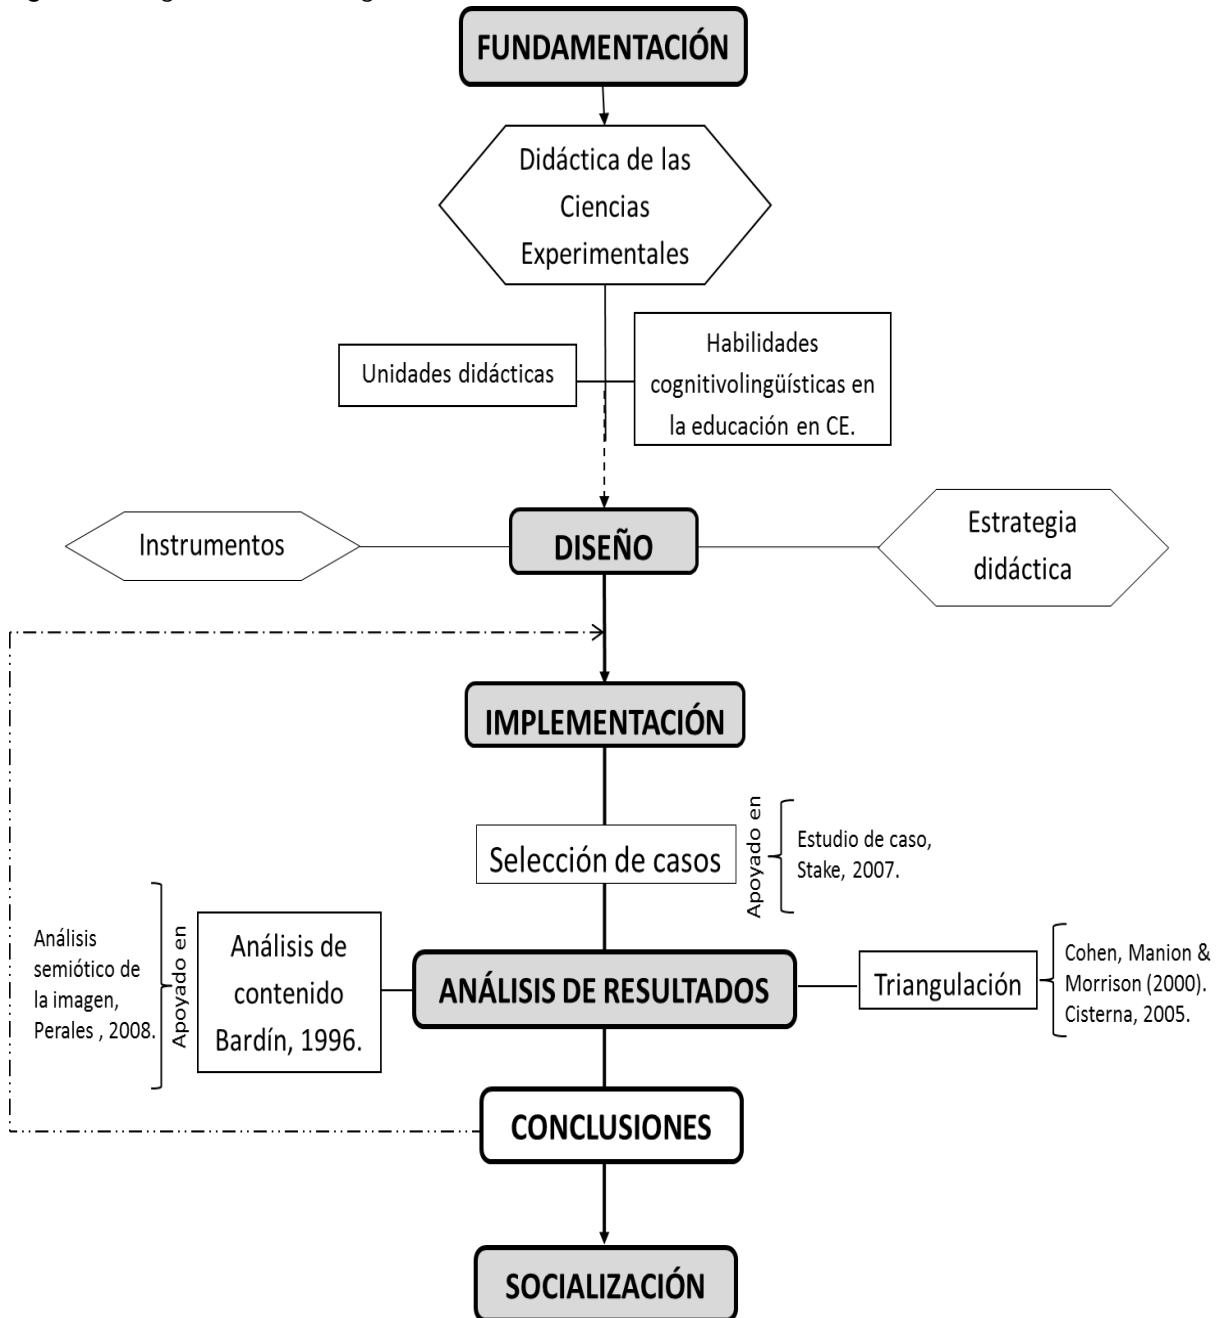 FUNDAMENTACIÓN
Didáctica de las
Ciencias
Experimentales
Unidades didácticas
Habilidades
cognitivolingüísticas en
la educación en CE.
Instrumentos
DISEÑO
Estrategia
didáctica
IMPLEMENTACIÓN
Selección de casos
Apoyado en
Estudio de caso,
Stake, 2007.
Análisis
semiótico de
la imagen,
Perales , 2008.
Apoyado en
Análisis de
contenido
Bardín, 1996.
ANÁLISIS DE RESULTADOS
Triangulación
Cohen, Manion &
Morrison (2000).
Cisterna, 2005.
CONCLUSIONES
SOCIALIZACIÓN